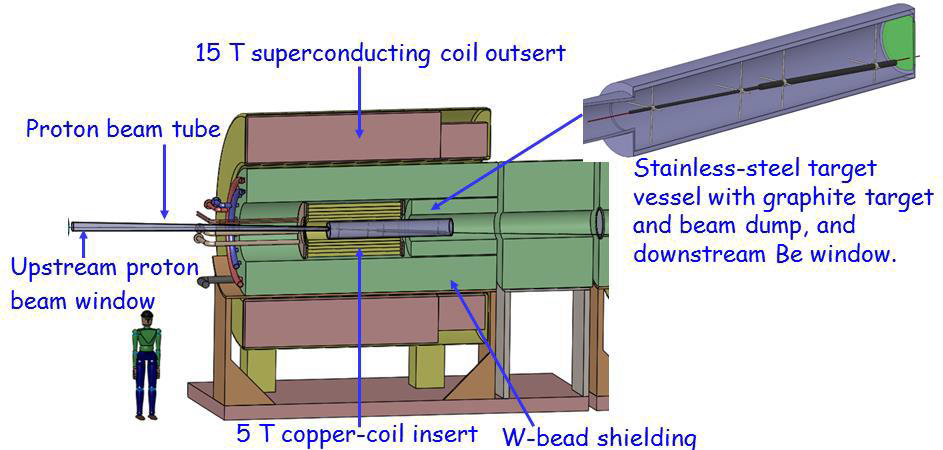 15 T superconducting coil outsert
Proton beam tube
Stainless-steel target
vessel with graphite target
and beam dump, and
downstream Be window.
Upstream proton
beam window
5 T copper-coil insert
W-bead shielding